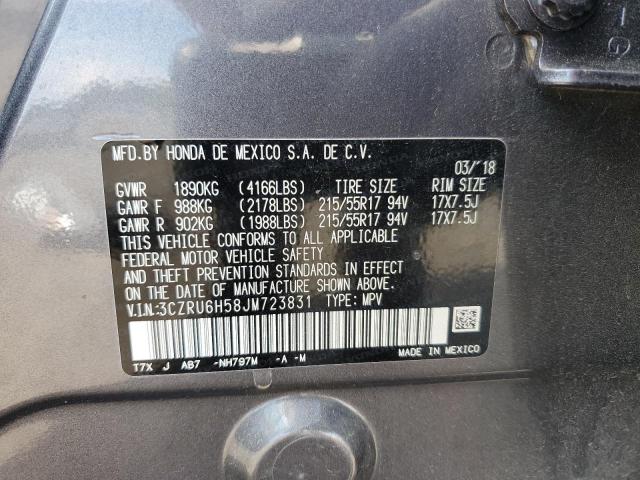 MFD.BY HONDA DE MEXICO S.A. DE C.V.
03/'18
GVWR 1890KG (4166LBS) TIRE SIZE RIM SIZE
GAWR F 988KG (2178LBS) 215/55R17 94V 17X7.5J
GAWR R 902KG (1988LBS) 215/55R17 94V 17X7.5J
THIS VEHICLE CONFORMS TO ALL APPLICABLE
FEDERAL MOTOR VEHICLE SAFETY
AND THEFT PREVENTION STANDARDS IN EFFECT
ON THE DATE OF MANUFACTURE SHOWN ABOVE.
V.I.N.:3CZRU6H58JM723831 TYPE: MPV
T7X J AB7 -NH797M -A -M
MADE IN MEXICO
-G